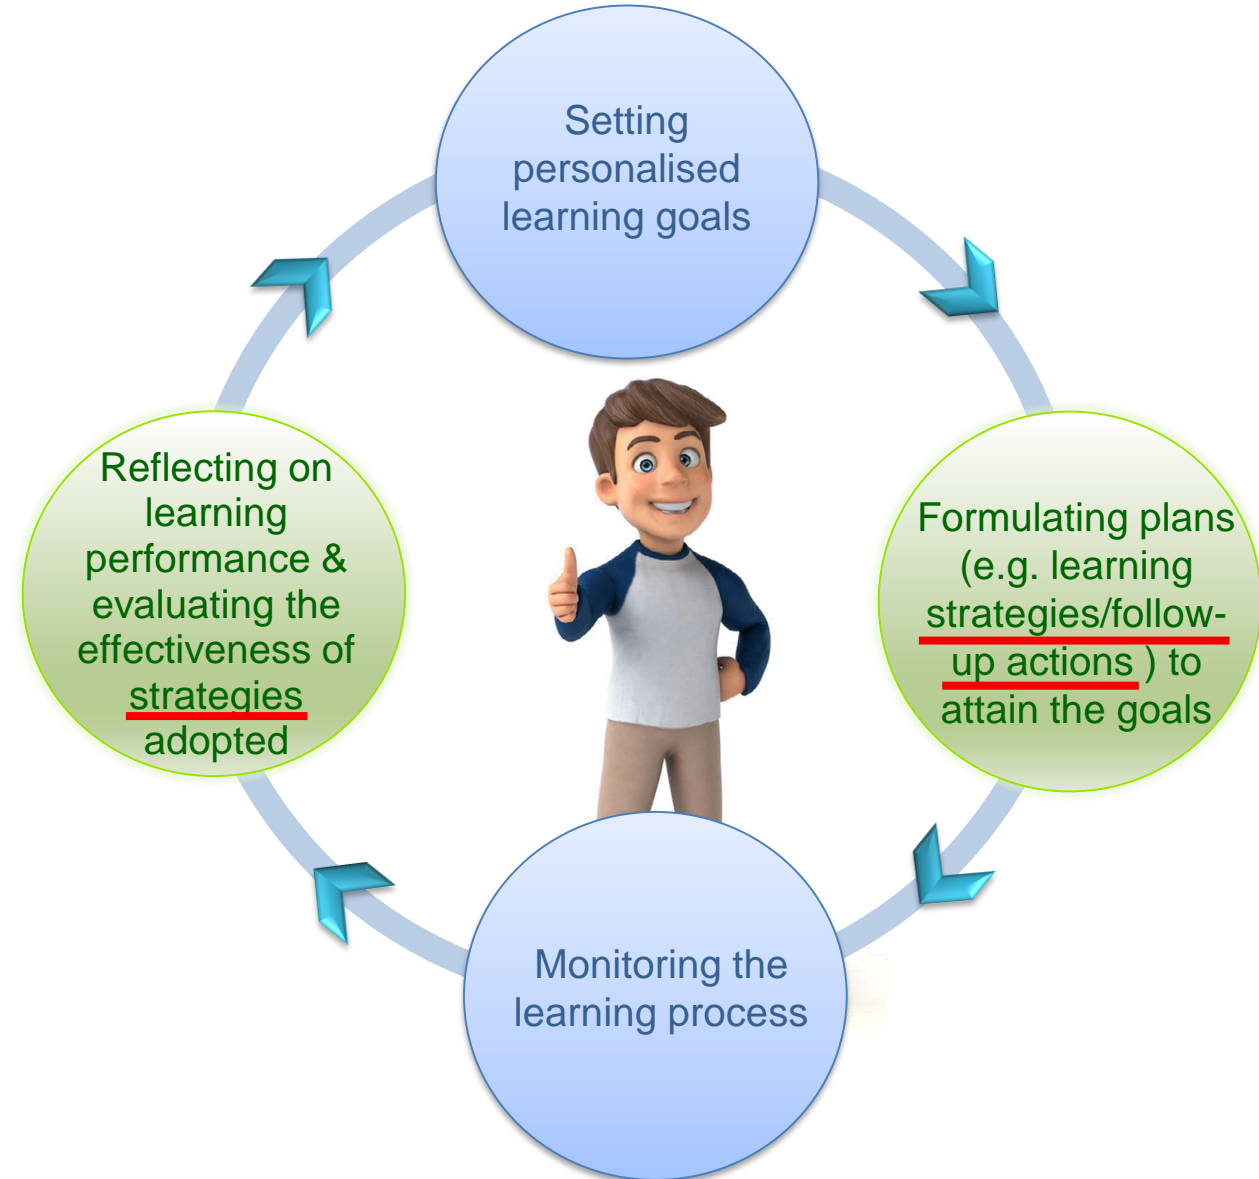 Setting
personalised
learning goals
Formulating plans
(e.g. learning
strategies/follow-
up actions ) to
attain the goals
Monitoring the
learning process
Reflecting on
learning
performance &
evaluating the
effectiveness of
strategies
adopted